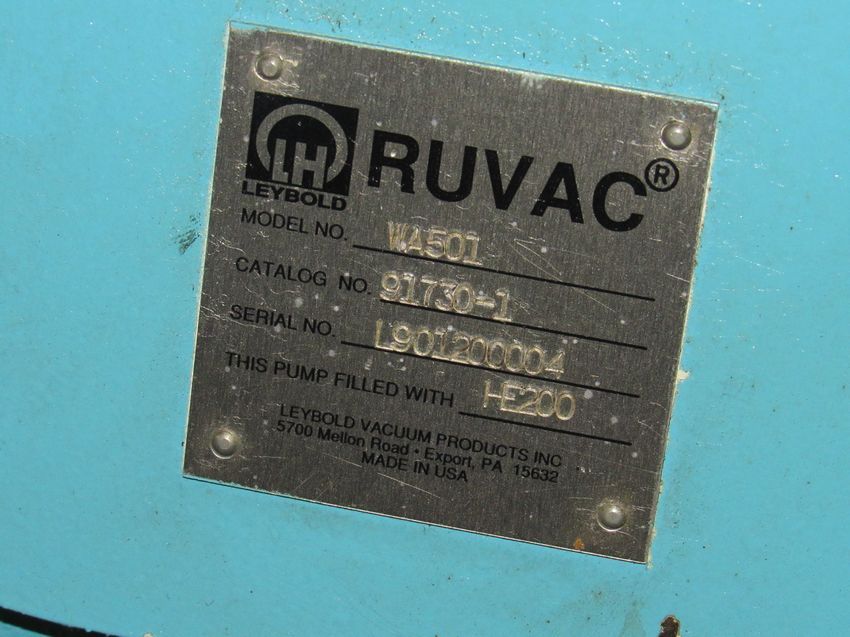 LH
LEYBOLD
RUVAC®
MODEL NO. WA501
CATALOG NO. 91730-1
SERIAL NO. L901200004
THIS PUMP FILLED WITH HE200
LEYBOLD VACUUM PRODUCTS INC
5700 Mellon Road • Export, PA 15632
MADE IN USA